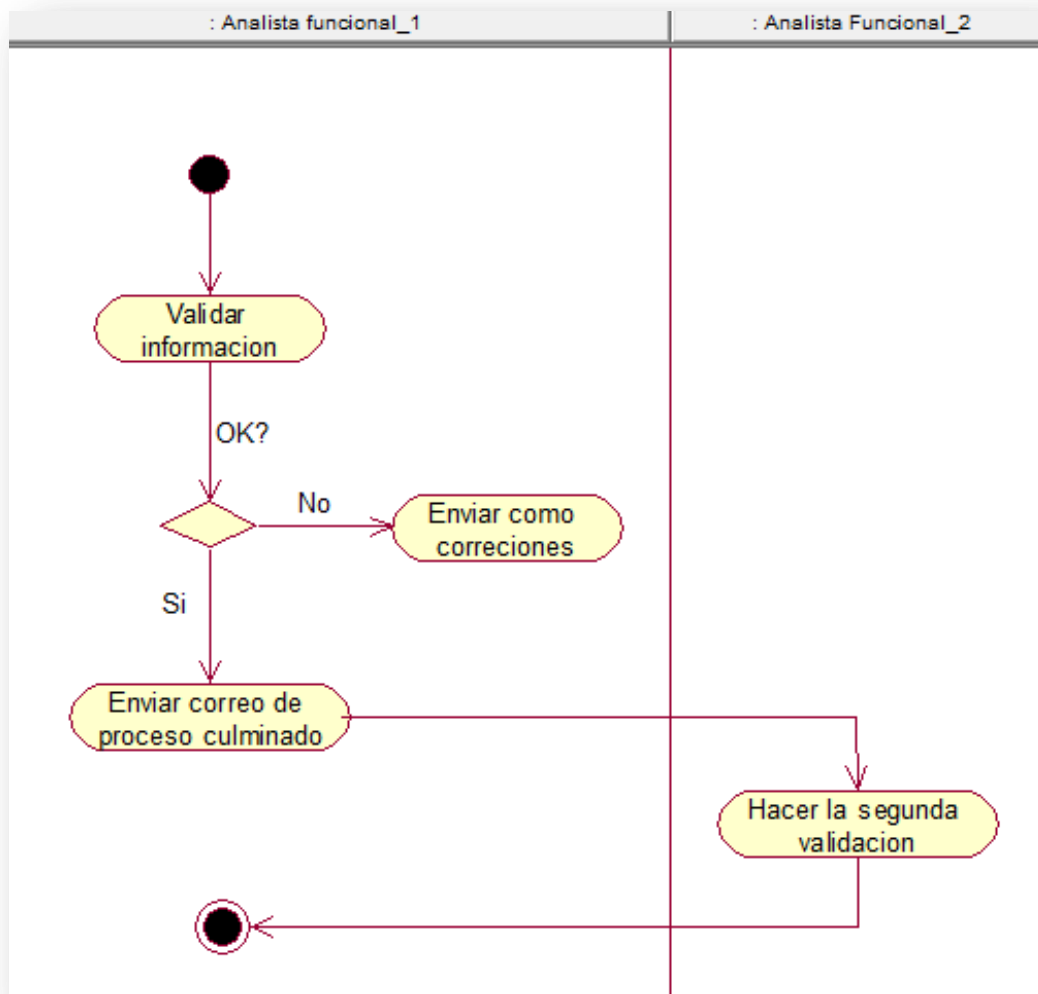 : Analista funcional_1
: Analista Funcional_2
Validar
informacion
OK?
No
Enviar como
correciones
Si
Enviar correo de
proceso culminado
Hacer la segunda
validacion